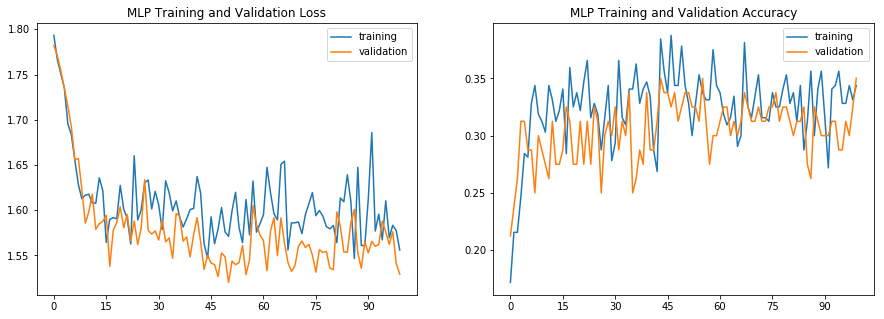 MLP Training and Validation Loss
1.80
1.75
1.70
1.65
1.60
1.55
0 15 30 45 60 75 90
training
validation
MLP Training and Validation Accuracy
0.35
0.30
0.25
0.20
0 15 30 45 60 75 90
training
validation